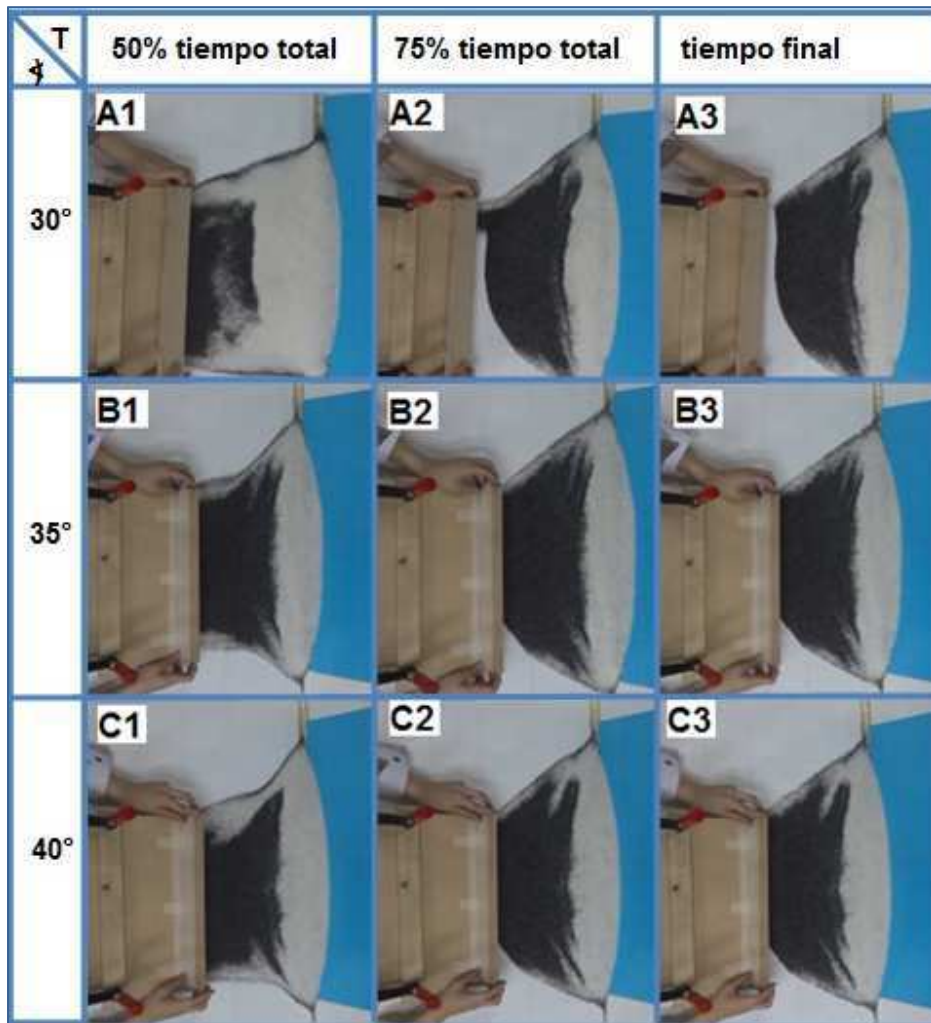 T 50% tiempo total 75% tiempo total tiempo final
∢
A1 A2 A3
30°
B1 B2 B3
35°
C1 C2 C3
40°